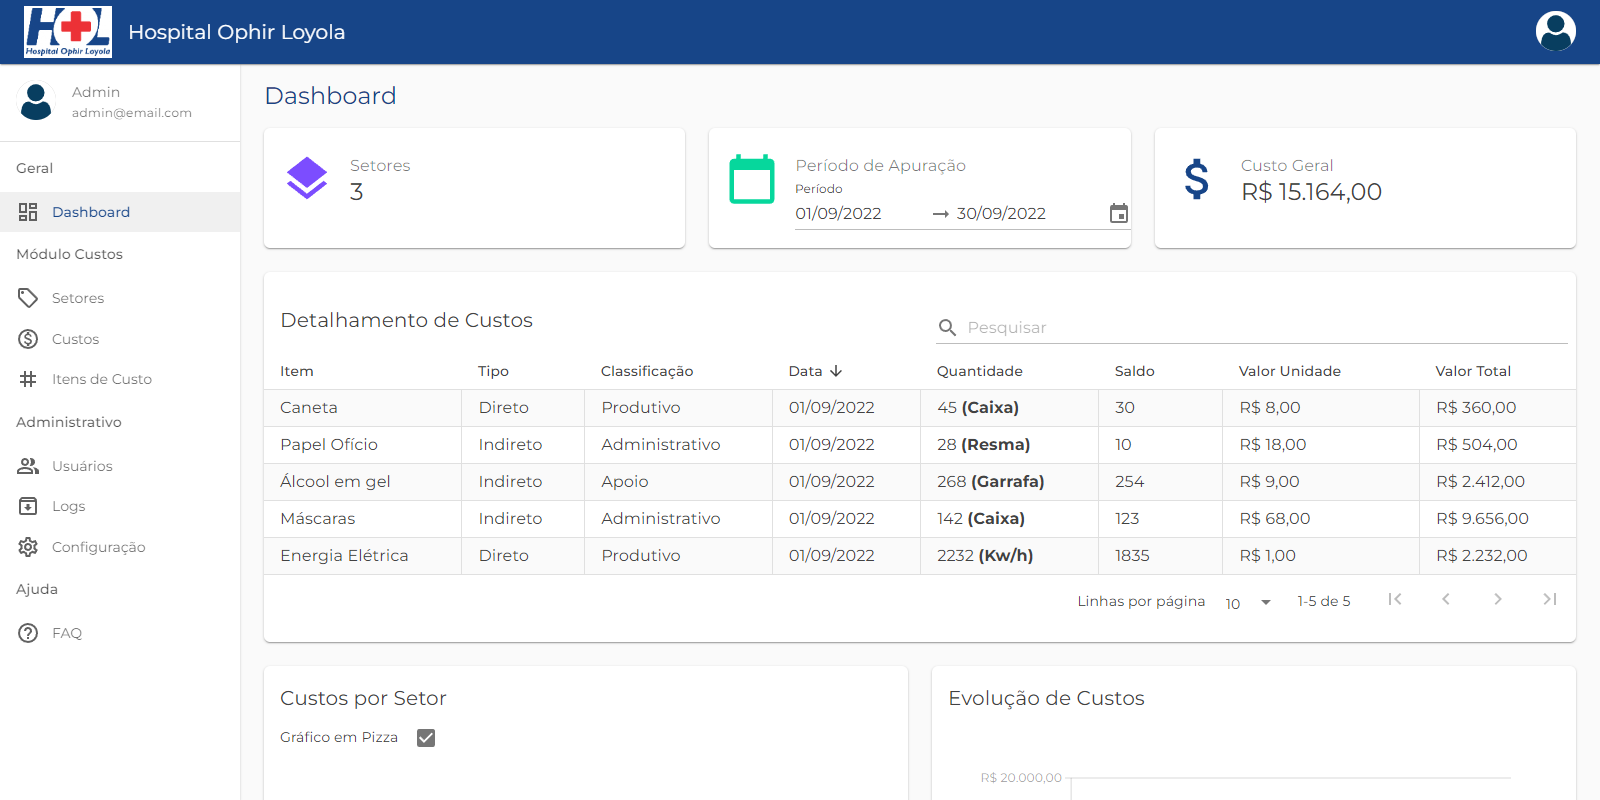 HOL
Hospital Ophir Loyola
Hospital Ophir Loyola
Admin
admin@email.com
Geral
Dashboard
Módulo Custos
Setores
Custos
Itens de Custo
Administrativo
Usuários
Logs
Configuração
Ajuda
FAQ
Dashboard
Setores
3
Período de Apuração
Período
01/09/2022 → 30/09/2022
Custo Geral
R$ 15.164,00
Detalhamento de Custos
Pesquisar
Item Tipo Classificação Data ↓ Quantidade Saldo Valor Unidade Valor Total
Caneta Direto Produtivo 01/09/2022 45 (Caixa) 30 R$ 8,00 R$ 360,00
Papel Ofício Indireto Administrativo 01/09/2022 28 (Resma) 10 R$ 18,00 R$ 504,00
Álcool em gel Indireto Apoio 01/09/2022 268 (Garrafa) 254 R$ 9,00 R$ 2.412,00
Máscaras Indireto Administrativo 01/09/2022 142 (Caixa) 123 R$ 68,00 R$ 9.656,00
Energia Elétrica Direto Produtivo 01/09/2022 2232 (Kw/h) 1835 R$ 1,00 R$ 2.232,00
Linhas por página 10 1-5 de 5
Custos por Setor
Gráfico em Pizza
Evolução de Custos
R$ 20.000,00